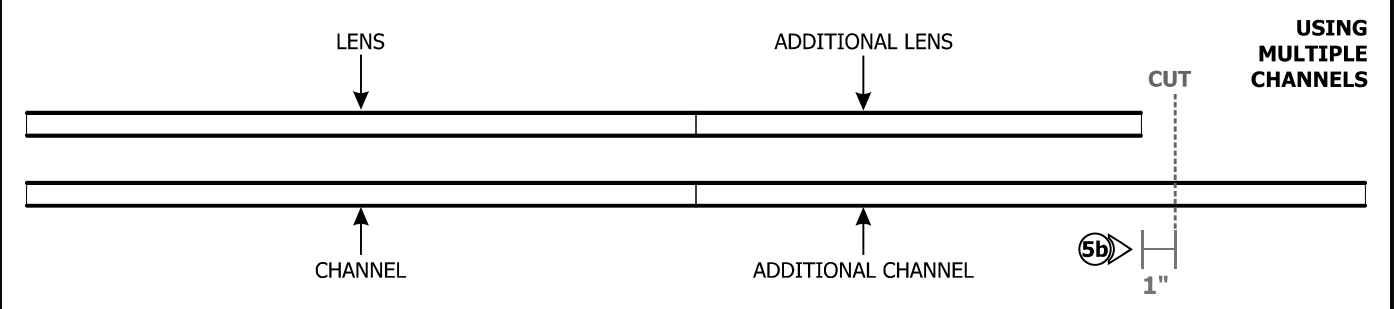 USING
MULTIPLE
CHANNELS
LENS
ADDITIONAL LENS
CUT
CHANNEL
ADDITIONAL CHANNEL
5b
1"